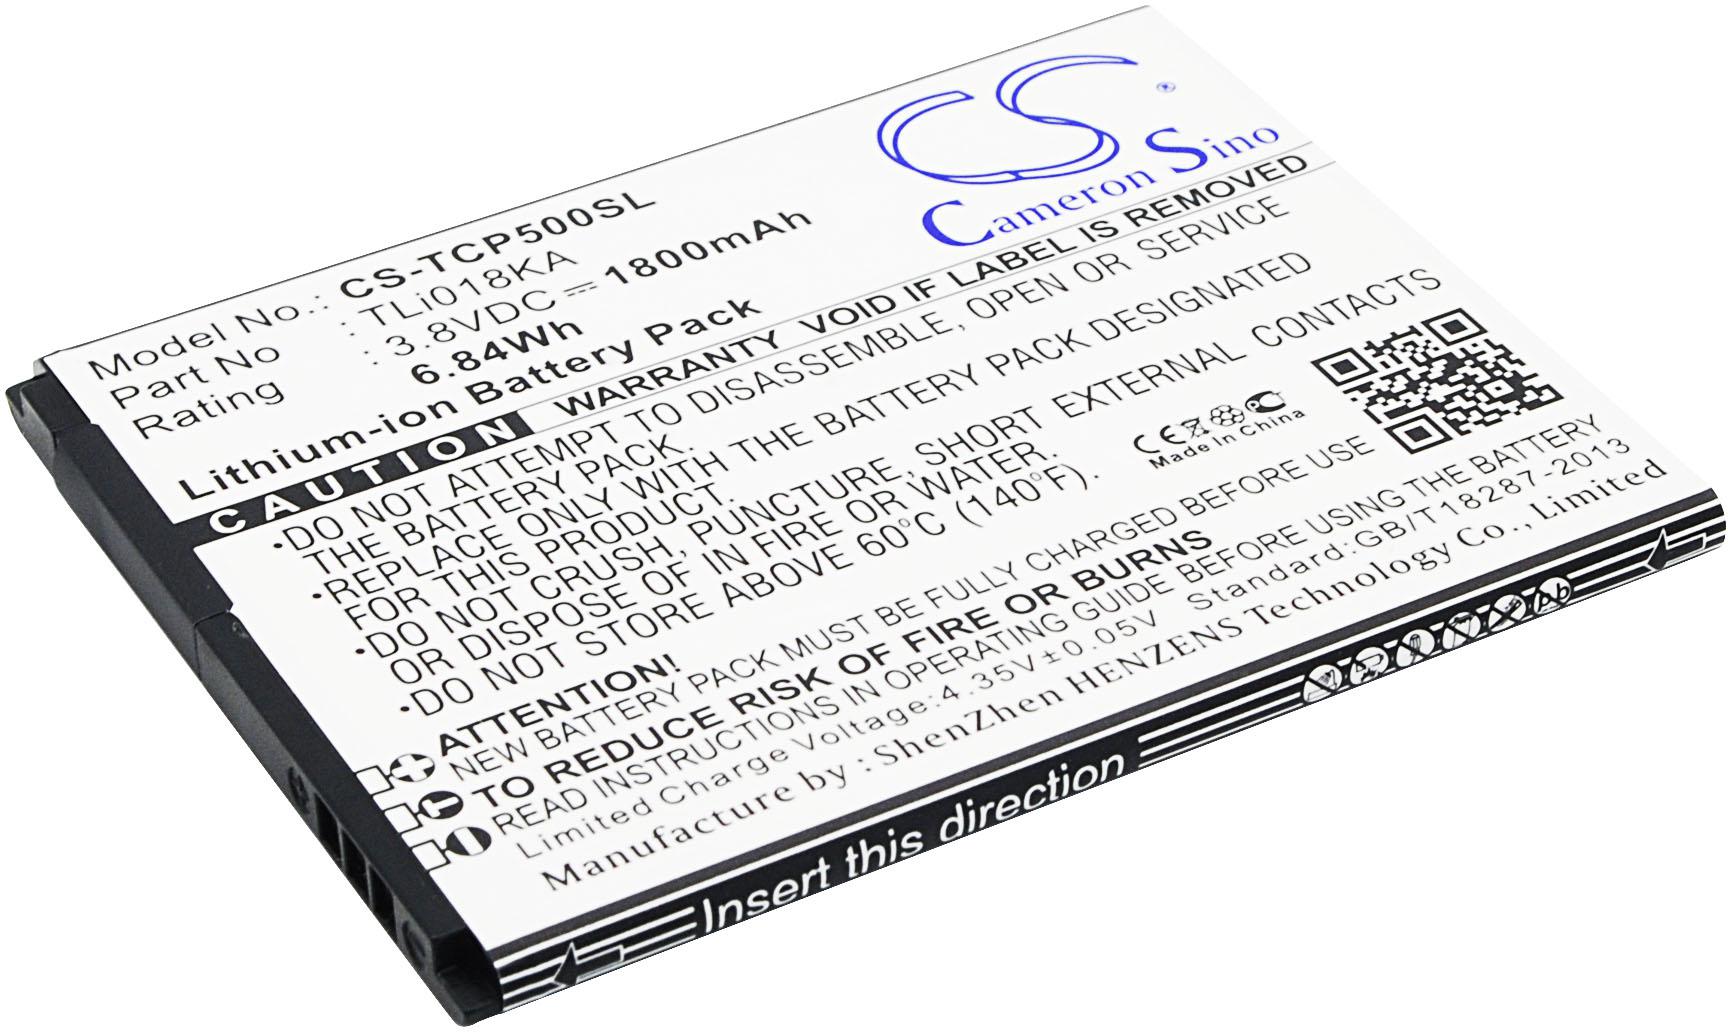 CS
®
Cameron Sino
Model No.: CS-TCP500SL
Part No : TLi018KA
Rating : 3.8VDC 1800mAh
6.84Wh
Lithium-ion Battery Pack
CAUTION WARRANTY VOID IF LABEL IS REMOVED
•DO NOT ATTEMPT TO DISASSEMBLE, OPEN OR SERVICE
THE BATTERY PACK.
•REPLACE ONLY WITH THE BATTERY PACK DESIGNATED
FOR THIS PRODUCT.
•DO NOT CRUSH, PUNCTURE, SHORT EXTERNAL CONTACTS
OR DISPOSE OF IN FIRE OR WATER.
•DO NOT STORE ABOVE 60°C (140°F).
CE
Made in China
ATTENTION!
NEW BATTERY PACK MUST BE FULLY CHARGED BEFORE USE
TO REDUCE RISK OF FIRE OR BURNS
READ INSTRUCTIONS IN OPERATING GUIDE BEFORE USING THE BATTERY
Limited Charge Voltage:4.35V±0.05V Standard:GB/T18287-2013
Manufacture by : ShenZhen HENZENS Technology Co., Limited
+
-
Insert this direction
Pb
C